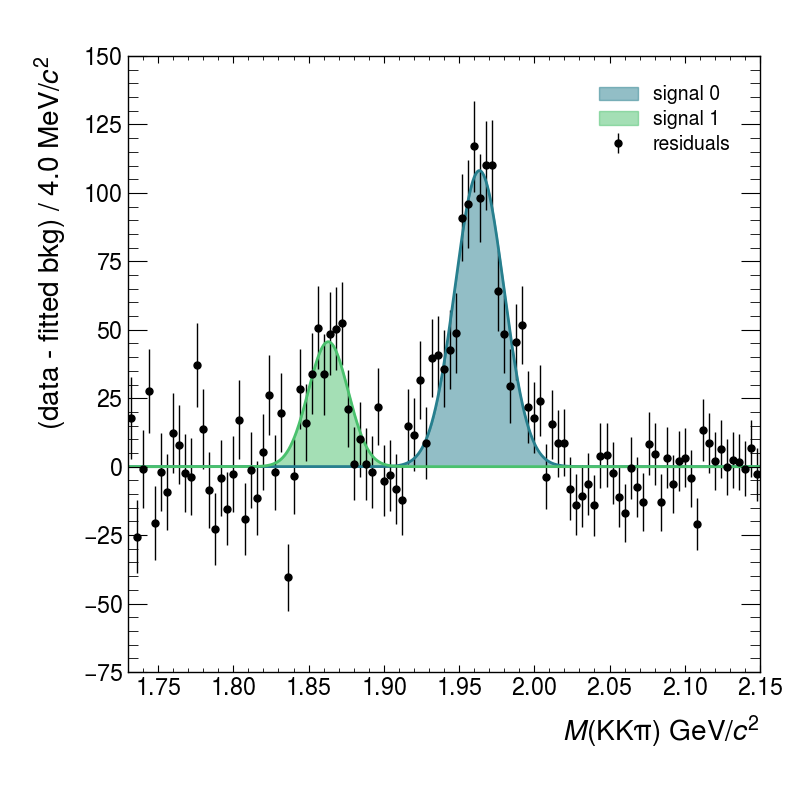 150
125
100
75
50
25
0
−25
−50
−75
(data - fitted bkg) / 4.0 MeV/c²
signal 0
signal 1
residuals
1.75 1.80 1.85 1.90 1.95 2.00 2.05 2.10 2.15
M(KKπ) GeV/c²